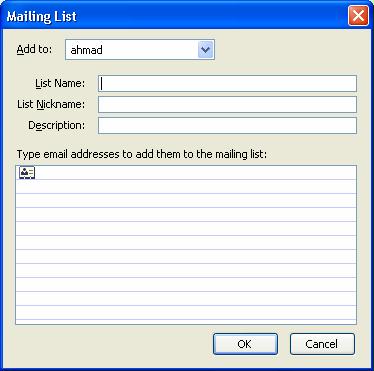 Mailing List
Add to: ahmad
List Name:
List Nickname:
Description:
Type email addresses to add them to the mailing list:
OK Cancel